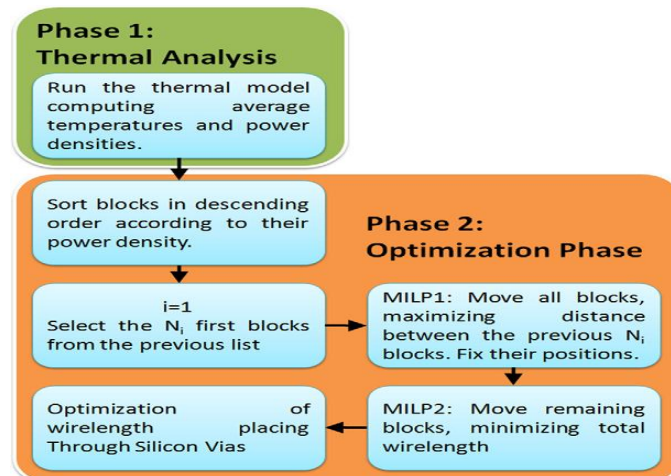 Phase 1:
Thermal Analysis
Run the thermal model
computing average
temperatures and power
densities.
Sort blocks in descending
order according to their
power density.
Phase 2:
Optimization Phase
i=1
Select the Ni first blocks
from the previous list
MILP1: Move all blocks,
maximizing distance
between the previous Ni
blocks. Fix their positions.
MILP2: Move remaining
blocks, minimizing total
wirelength
Optimization of
wirelength placing
Through Silicon Vias